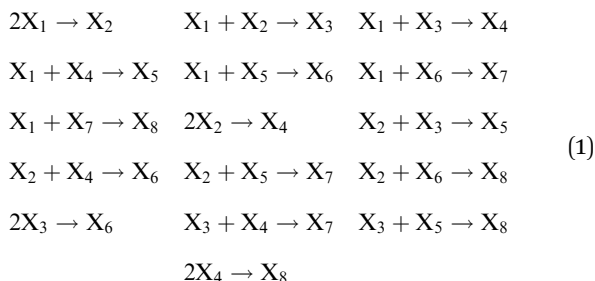 2X₁ → X₂ X₁ + X₂ → X₃ X₁ + X₃ → X₄
X₁ + X₄ → X₅ X₁ + X₅ → X₆ X₁ + X₆ → X₇
X₁ + X₇ → X₈ 2X₂ → X₄ X₂ + X₃ → X₅
(1)
X₂ + X₄ → X₆ X₂ + X₅ → X₇ X₂ + X₆ → X₈
2X₃ → X₆ X₃ + X₄ → X₇ X₃ + X₅ → X₈
2X₄ → X₈